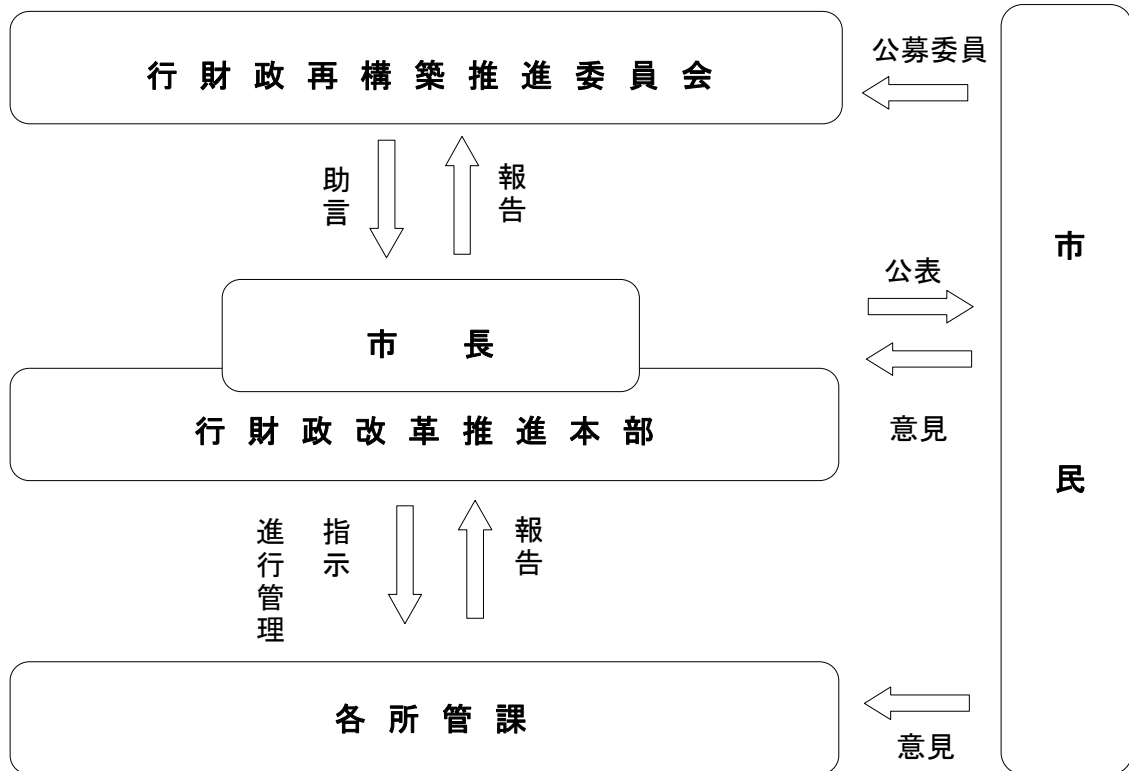 行財政再構築推進委員会
公募委員
助言
報告
市長
公表
行財政改革推進本部
意見
市民
指示
進行管理
報告
各所管課
意見